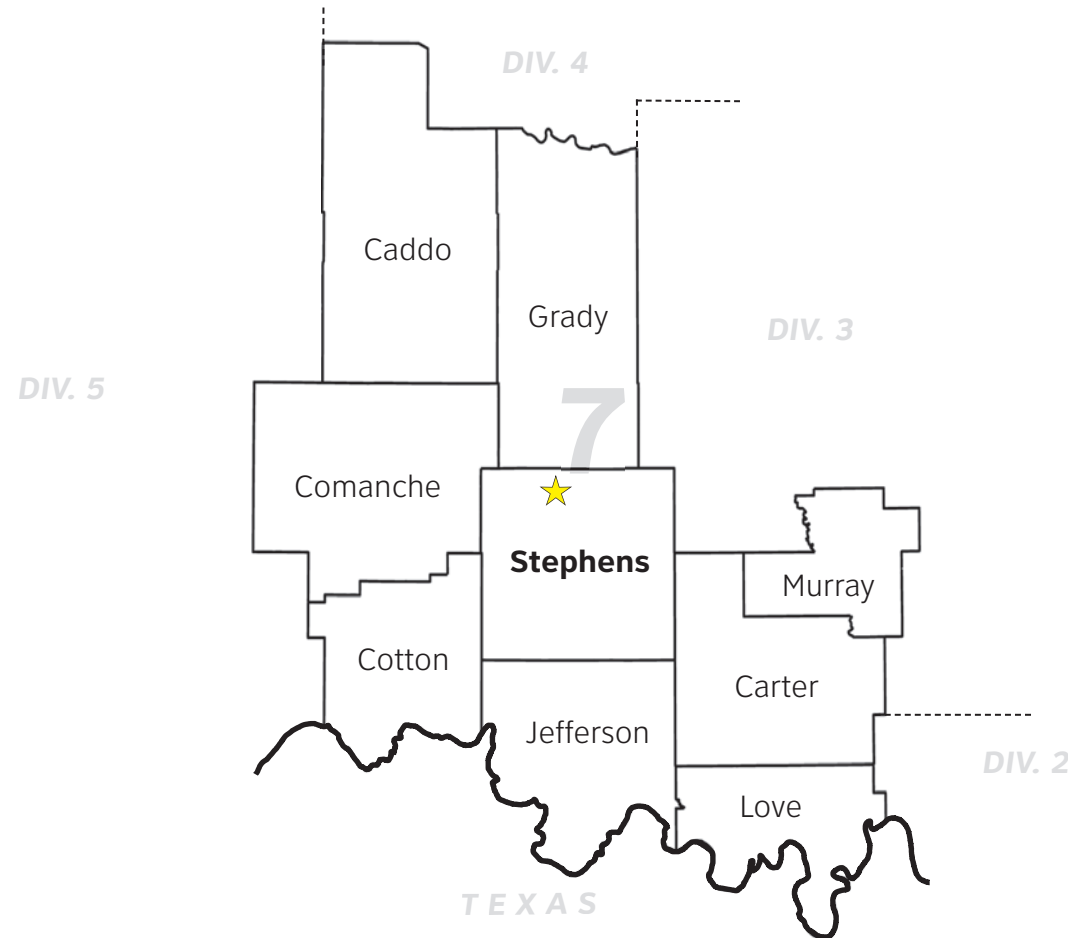 DIV. 4
Caddo
Grady
DIV. 3
DIV. 5
7
Comanche
Stephens
Murray
Cotton
Carter
Jefferson
DIV. 2
Love
TEXAS